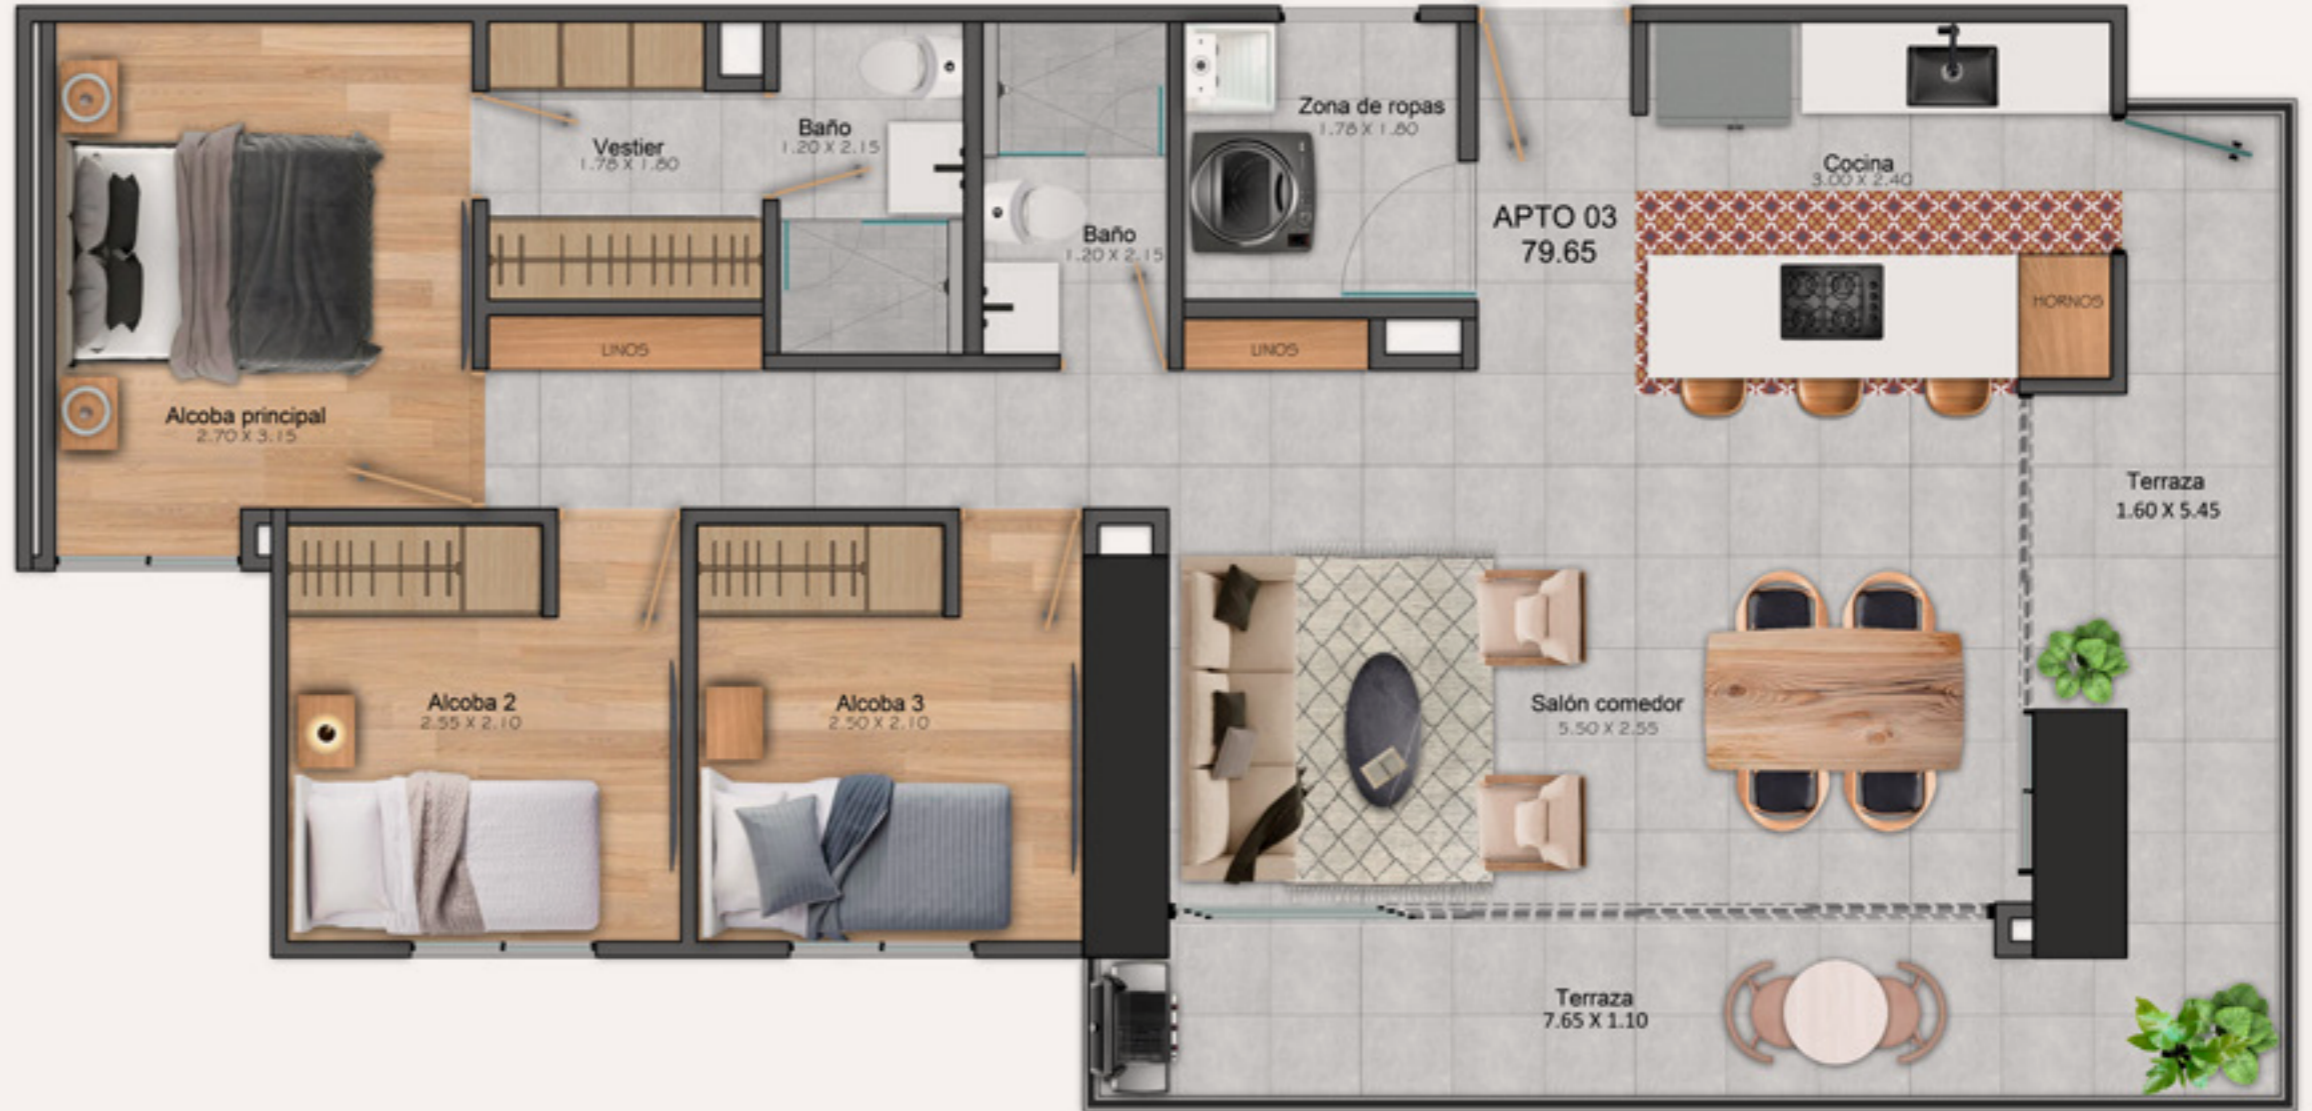 Vestier
1.78 X 1.80
Baño
1.20 X 2.15
Baño
1.20 X 2.15
Zona de ropas
1.78 X 1.80
APTO 03
79.65
Cocina
3.00 X 2.40
HORNOS
LINOS
LINOS
Alcoba principal
2.70 X 3.15
Terraza
1.60 X 5.45
Alcoba 2
2.55 X 2.10
Alcoba 3
2.50 X 2.10
Salón comedor
5.50 X 2.55
Terraza
7.65 X 1.10